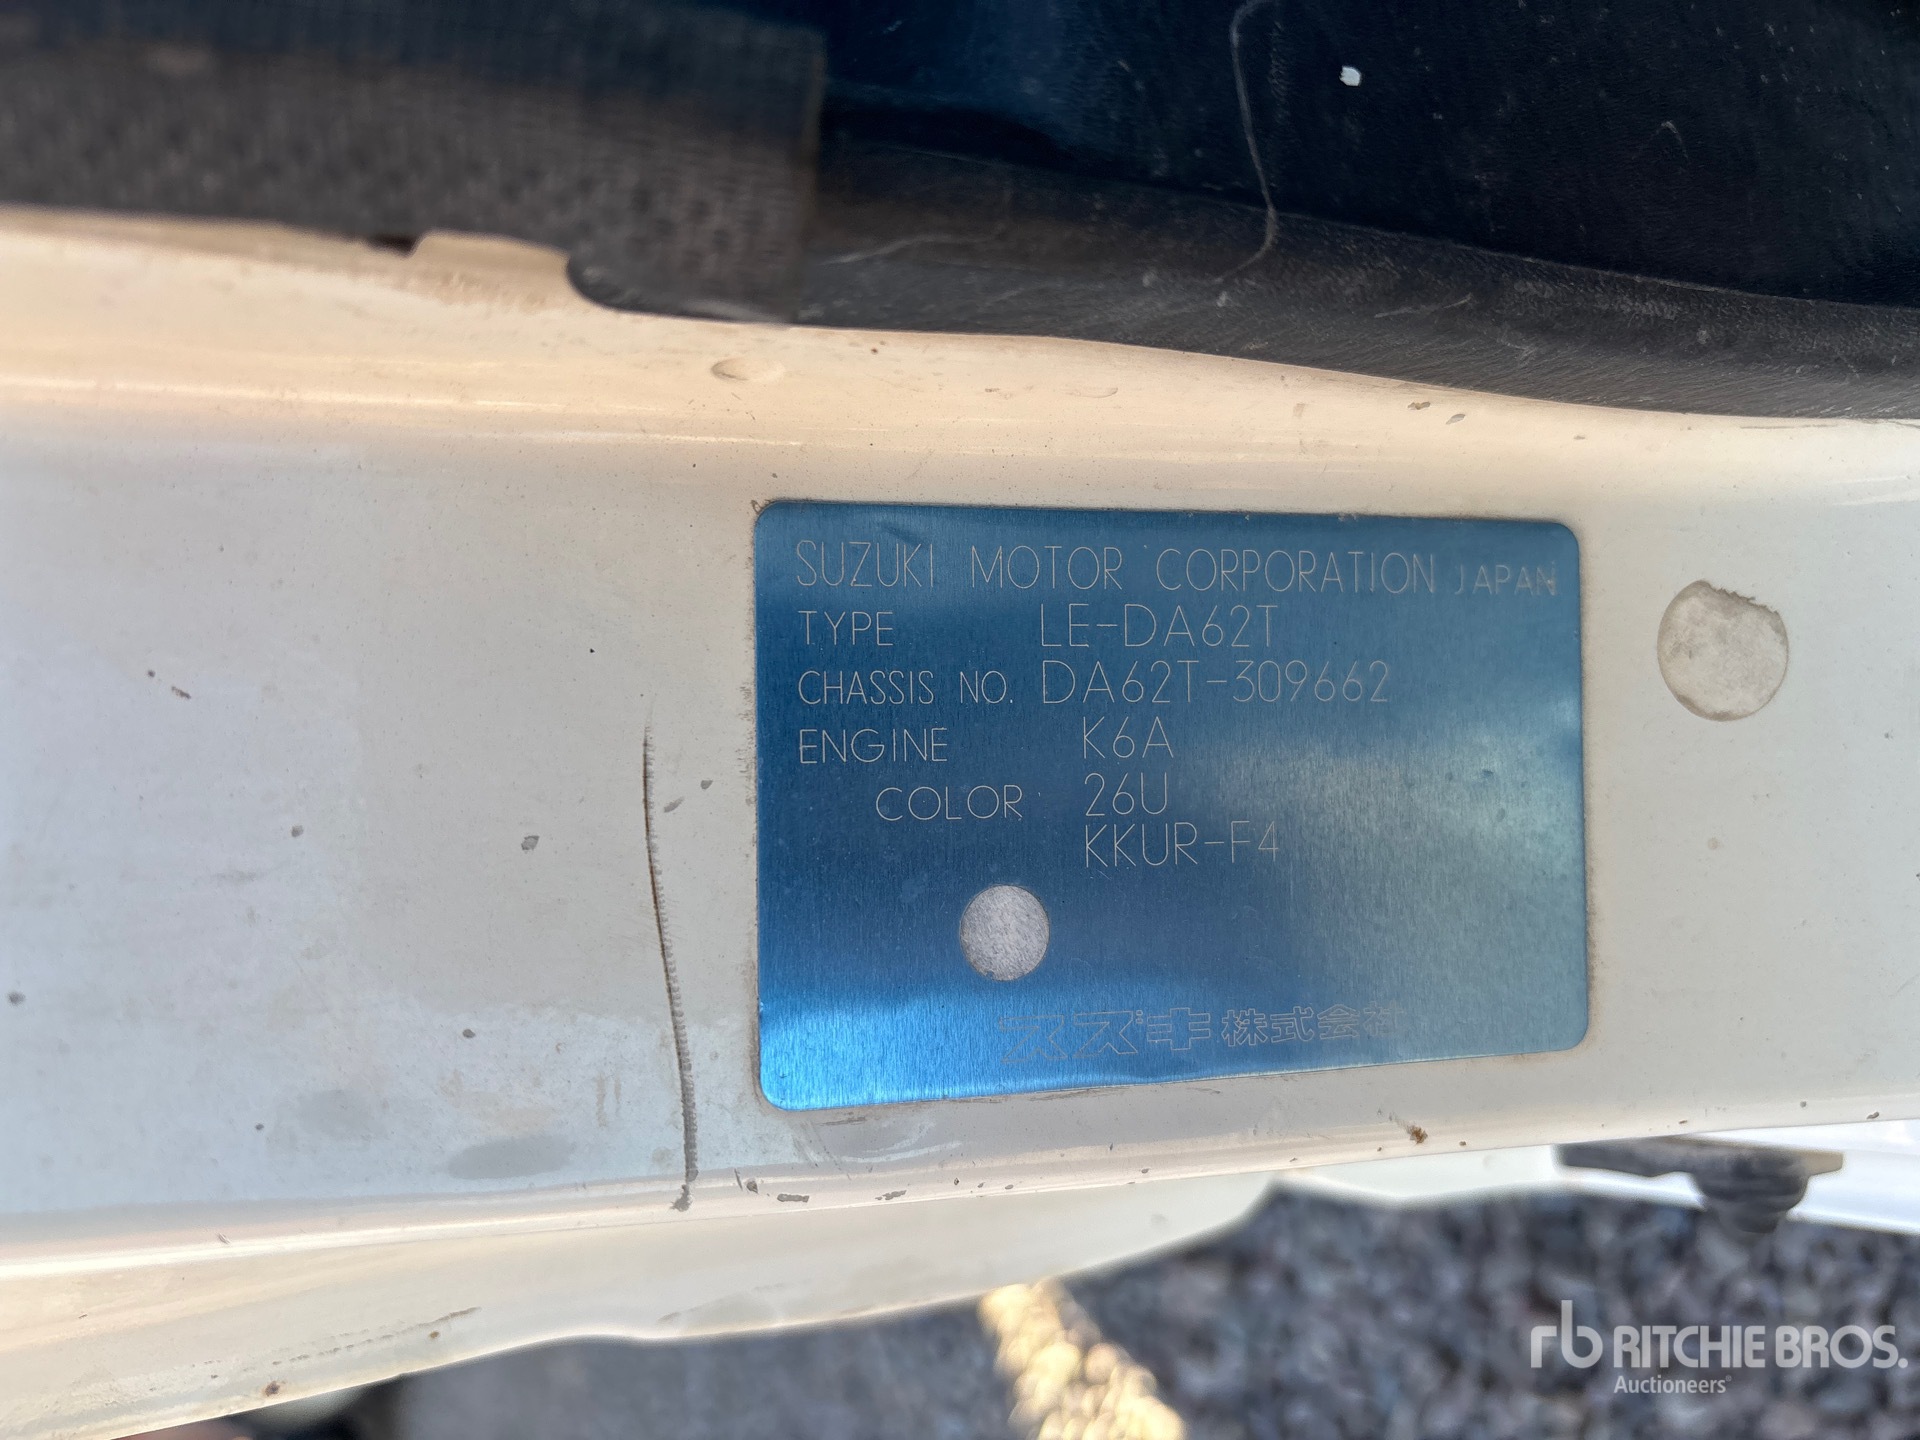 SUZUKI MOTOR CORPORATION JAPAN
TYPE LE-DA62T
CHASSIS NO. DA62T-309662
ENGINE K6A
COLOR 26U
KKUR-F4
スズキ株式会社
rb RITCHIE BROS.
Auctioneers